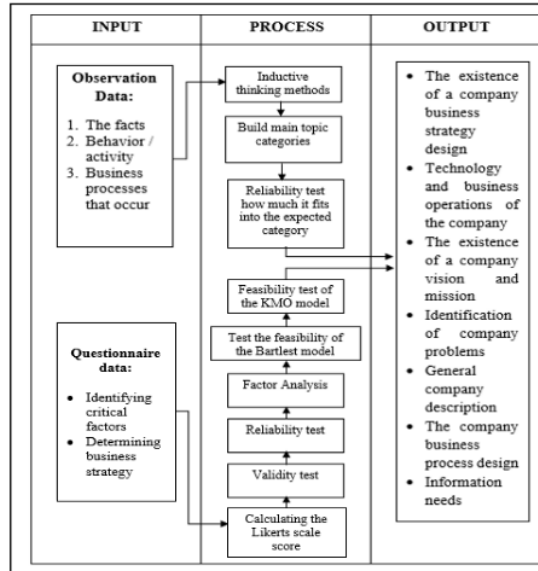 INPUT
PROCESS
OUTPUT
Observation
Data:
1. The facts
2. Behavior /
activity
3. Business
processes
that occur
Questionnaire
data:
• Identifying
critical
factors
• Determining
business
strategy
Inductive
thinking methods
Build main topic
categories
Reliability test
how much it fits
into the expected
category
Feasibility test of
the KMO model
Test the feasibility of
the Bartlest model
Factor Analysis
Reliability test
Validity test
Calculating the
Likerts scale
score
• The existence
of a company
business
strategy
design
• Technology
and business
operations of
the company
• The existence
of a company
vision and
mission
• Identification
of company
problems
• General
company
description
• The company
business
process design
• Information
needs